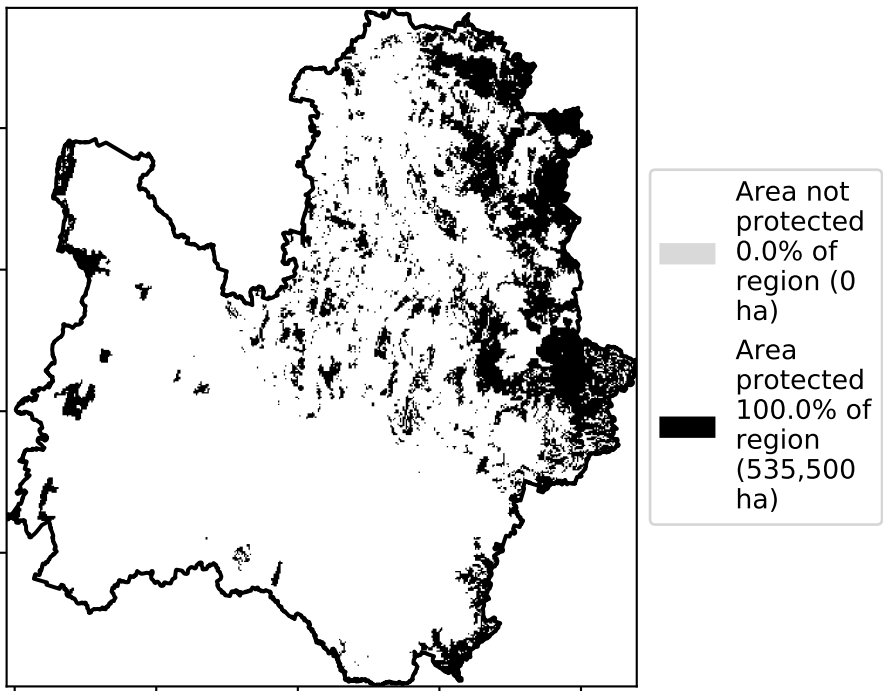 Area not
protected
0.0% of
region (0
ha)
Area
protected
100.0% of
region
(535,500
ha)